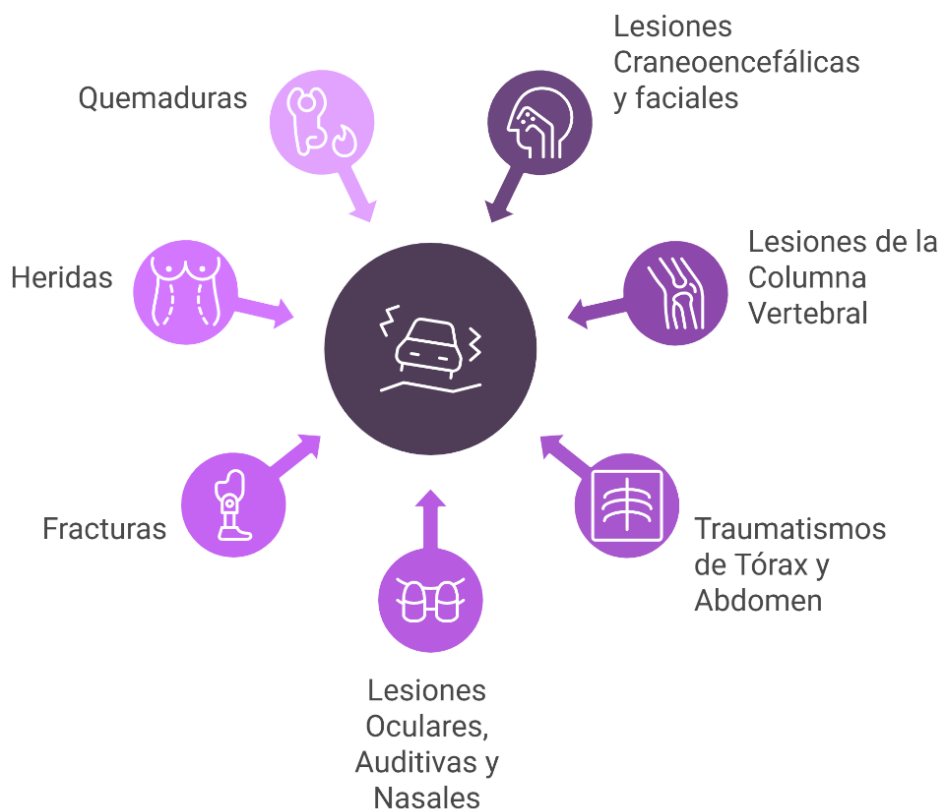 Lesiones
Craneoencefálicas
y faciales
Quemaduras
Lesiones de la
Columna
Vertebral
Heridas
Traumatismos
de Tórax y
Abdomen
Fracturas
Lesiones
Oculares,
Auditivas y
Nasales